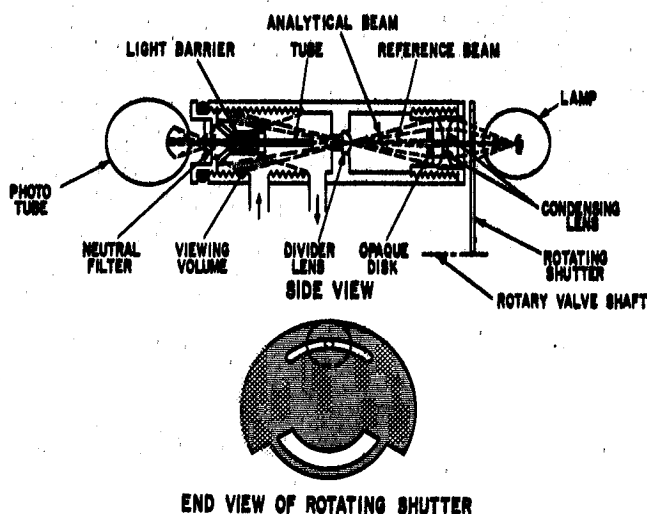 ANALYTICAL BEAM
LIGHT BARRIER
TUBE
REFERENCE BEAM
LAMP
PHOTO
TUBE
NEUTRAL
FILTER
VIEWING
VOLUME
DIVIDER
LENS
OPAQUE
DISK
CONDENSING
LENS
ROTATING
SHUTTER
ROTARY VALVE SHAFT
SIDE VIEW
END VIEW OF ROTATING SHUTTER